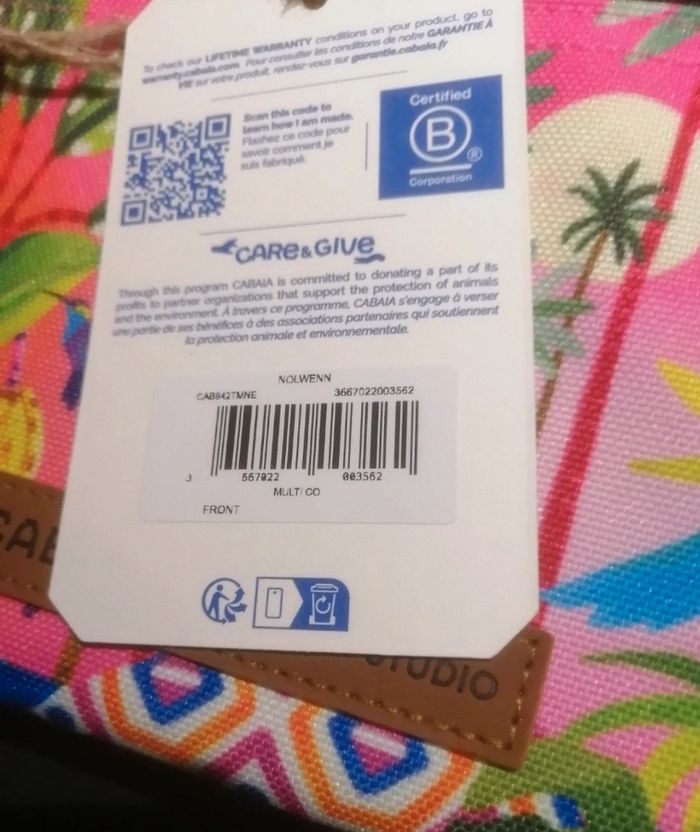 To check our LIFETIME WARRANTY conditions on your product, go to
warranty.cabaia.com Pour consulter les conditions de notre GARANTIE À
VIE sur votre produit, rendez-vous sur garantie.cabaia.fr
Scan this code to
learn how I am made.
Flashez ce code pour
savoir comment je
suis fabriqué.
Certified
B
®
Corporation
CARE & GIVE
Through this program CABAIA is committed to donating a part of its
profits to partner organizations that support the protection of animals
and the environment. À travers ce programme, CABAIA s'engage à verser
une partie de ses bénéfices à des associations partenaires qui soutiennent
la protection animale et environnementale.
NOLWENN
CAB942TMNE 3667022003562
3 667022 003562
MULTI CO
FRONT
CAB
STUDIO